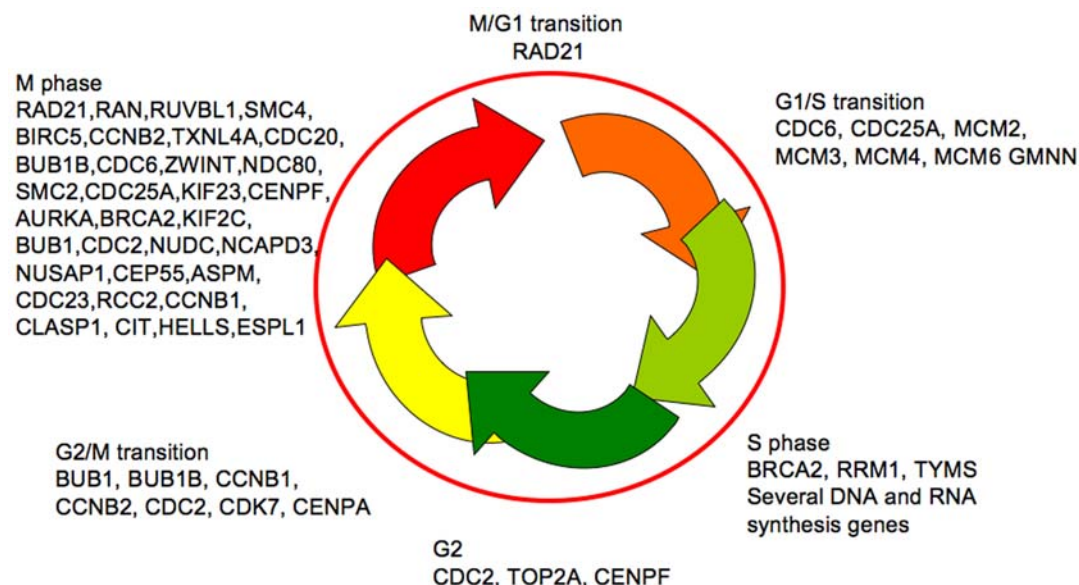 M/G1 transition
RAD21
M phase
RAD21,RAN,RUVBL1,SMC4,
BIRC5,CCNB2,TXNL4A,CDC20,
BUB1B,CDC6,ZWINT,NDC80,
SMC2,CDC25A,KIF23,CENPF,
AURKA,BRCA2,KIF2C,
BUB1,CDC2,NUDC,NCAPD3,
NUSAP1,CEP55,ASPM,
CDC23,RCC2,CCNB1,
CLASP1, CIT,HELLS,ESPL1
G1/S transition
CDC6, CDC25A, MCM2,
MCM3, MCM4, MCM6 GMNN
G2/M transition
BUB1, BUB1B, CCNB1,
CCNB2, CDC2, CDK7, CENPA
S phase
BRCA2, RRM1, TYMS
Several DNA and RNA
synthesis genes
G2
CDC2, TOP2A, CENPF